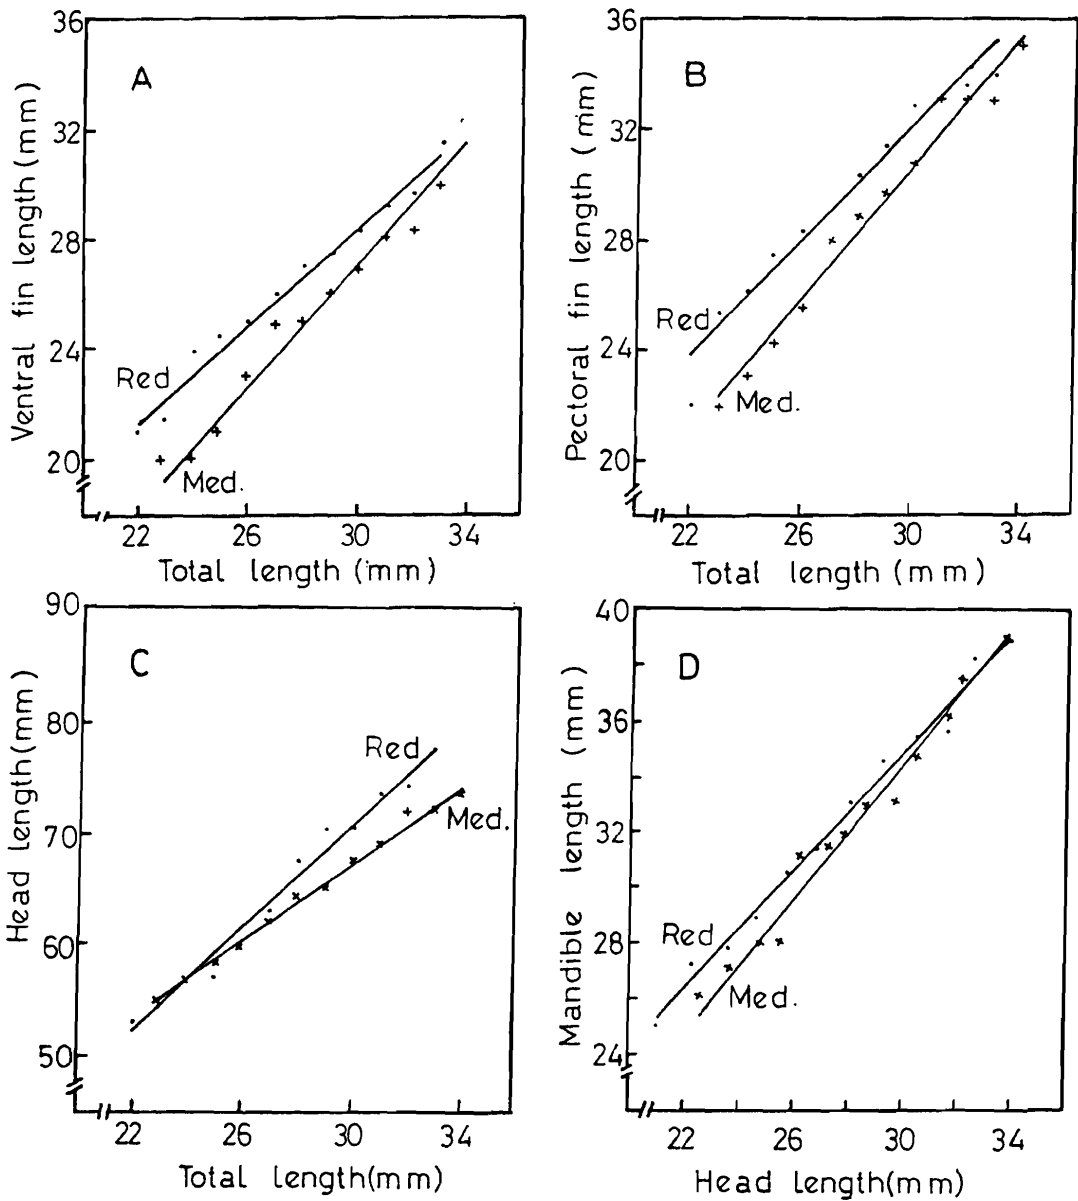 A
36
32
28
24
20
Ventral fin length (mm)
Red
Med.
22 26 30 34
Total length (mm)
B
36
32
28
24
20
Pectoral fin length (mm)
Red
Med.
22 26 30 34
Total length (mm)
C
90
80
70
60
50
Head length (mm)
Red
Med.
22 26 30 34
Total length (mm)
D
40
36
32
28
24
Mandible length (mm)
Red
Med.
22 26 30 34
Head length (mm)